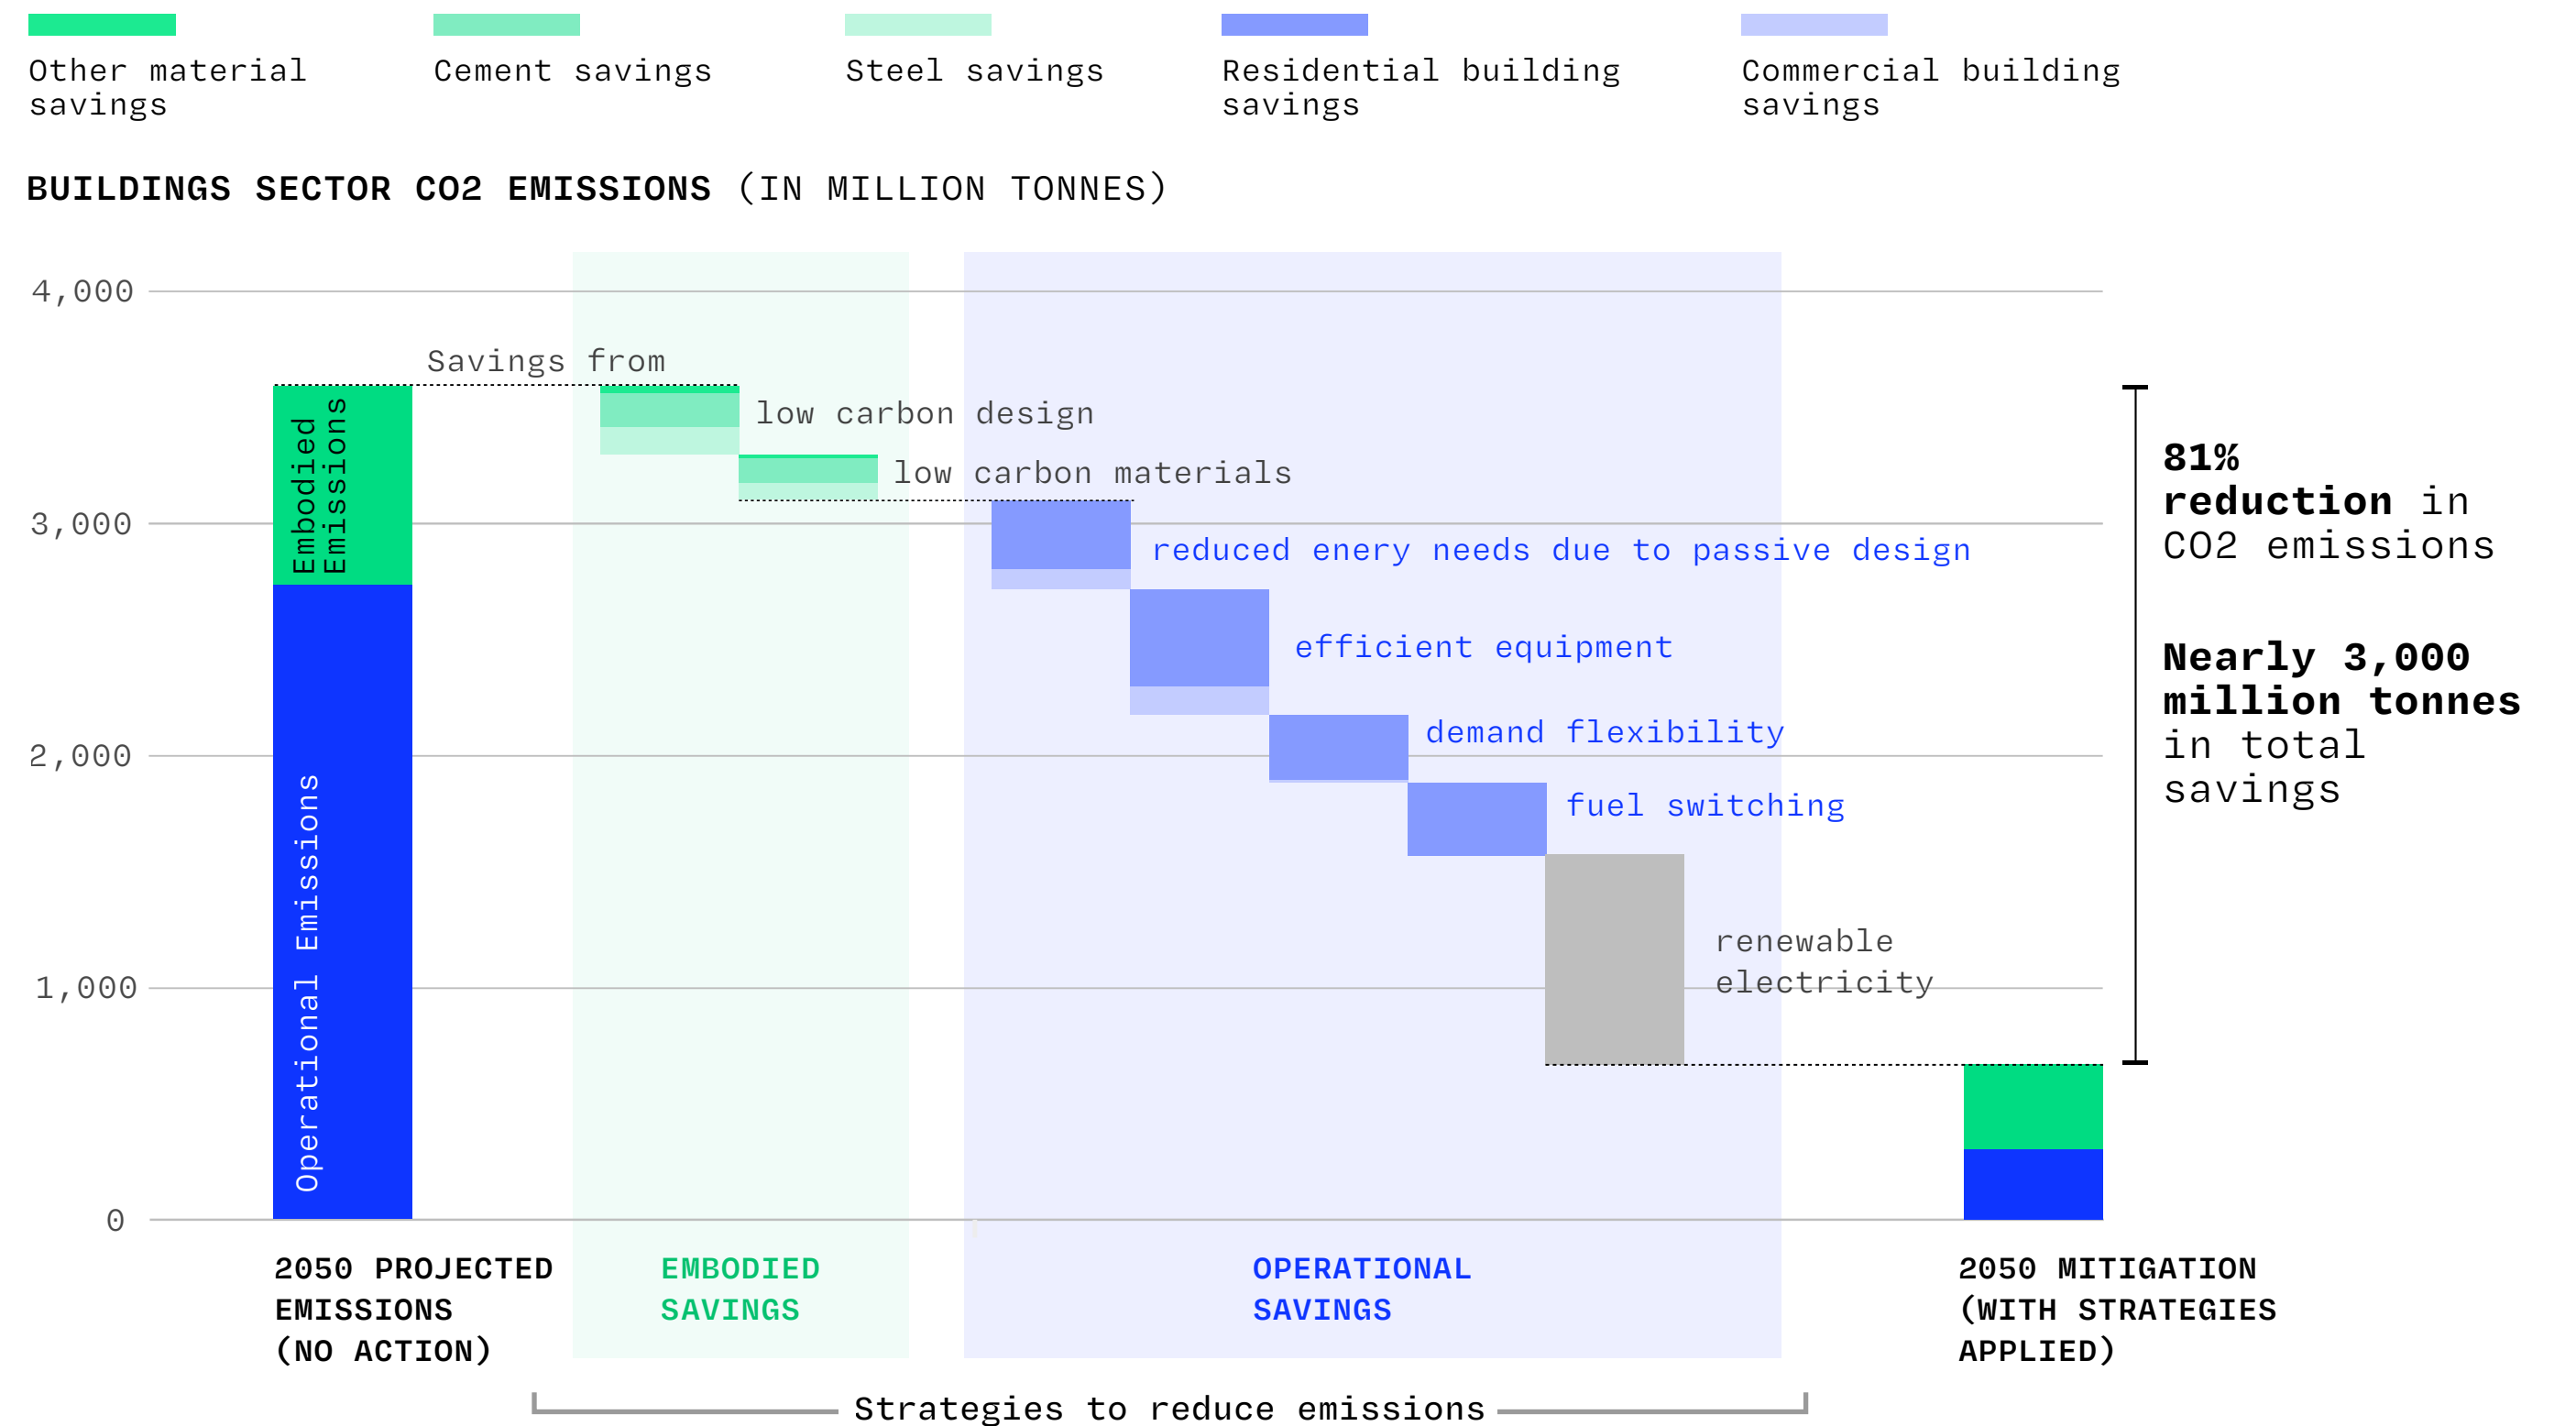 Other material
savings
Cement savings
Steel savings
Residential building
savings
Commercial building
savings
BUILDINGS SECTOR CO2 EMISSIONS (IN MILLION TONNES)
4,000
3,000
2,000
1,000
0
Embodied
Emissions
Operational Emissions
Savings from
low carbon design
low carbon materials
reduced enery needs due to passive design
efficient equipment
demand flexibility
fuel switching
renewable
electricity
81%
reduction in
CO2 emissions
Nearly 3,000
million tonnes
in total
savings
2050 PROJECTED
EMISSIONS
(NO ACTION)
EMBODIED
SAVINGS
OPERATIONAL
SAVINGS
2050 MITIGATION
(WITH STRATEGIES
APPLIED)
Strategies to reduce emissions